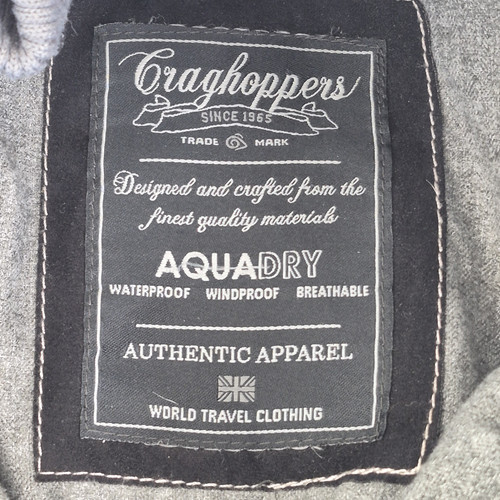 Craghoppers
SINCE 1965
TRADE MARK
Designed and crafted from the
finest quality materials
AQUADRY
WATERPROOF WINDPROOF BREATHABLE
AUTHENTIC APPAREL
WORLD TRAVEL CLOTHING